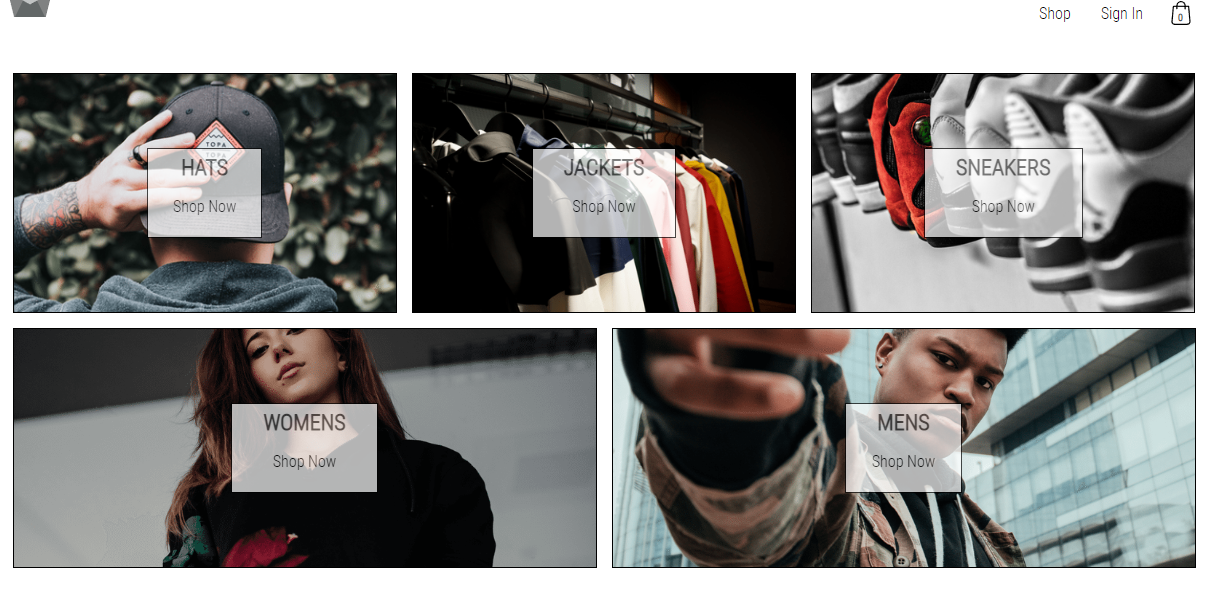 Shop
Sign In
0
TOPA
TOPA
HATS
Shop Now
JACKETS
Shop Now
SNEAKERS
Shop Now
WOMENS
Shop Now
MENS
Shop Now